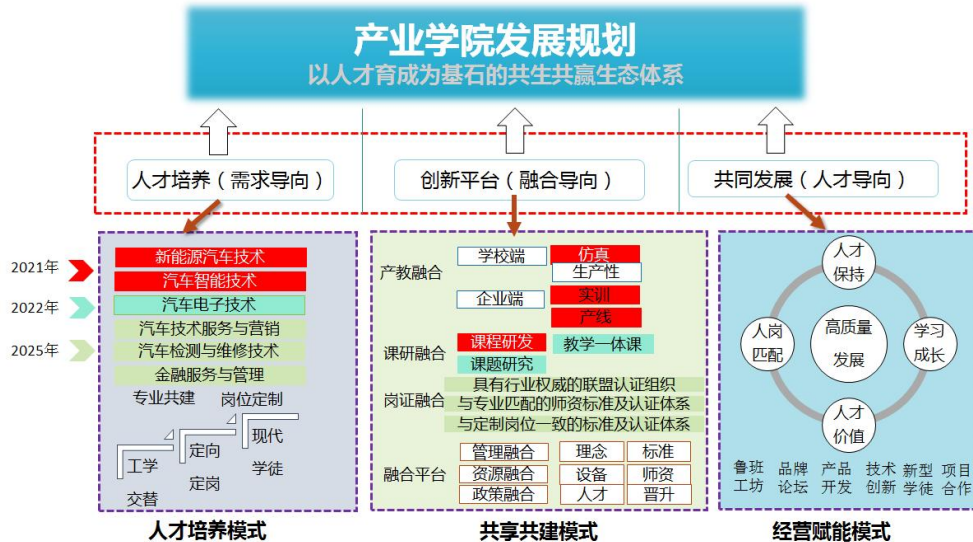 产业学院发展规划
以人才育成为基石的共生共赢生态体系
人才培养（需求导向）
创新平台（融合导向）
共同发展（人才导向）
2021年
2022年
2025年
新能源汽车技术
汽车智能技术
汽车电子技术
汽车技术服务与营销
汽车检测与维修技术
金融服务与管理
专业共建
岗位定制
工学
交替
定向
定岗
现代
学徒
人才培养模式
产教融合
学校端
仿真
生产性
企业端
实训
产线
课研融合
课程研发
教学一体课
课题研究
岗证融合
具有行业权威的联盟认证组织
与专业匹配的师资标准及认证体系
与定制岗位一致的标准及认证体系
融合平台
管理融合
理念
标准
资源融合
设备
师资
政策融合
人才
晋升
共享共建模式
人才
保持
人岗
匹配
高质量
发展
学习
成长
人才
价值
鲁班
工坊
品牌
论坛
产品
开发
技术
创新
新型
学徒
项目
合作
经营赋能模式